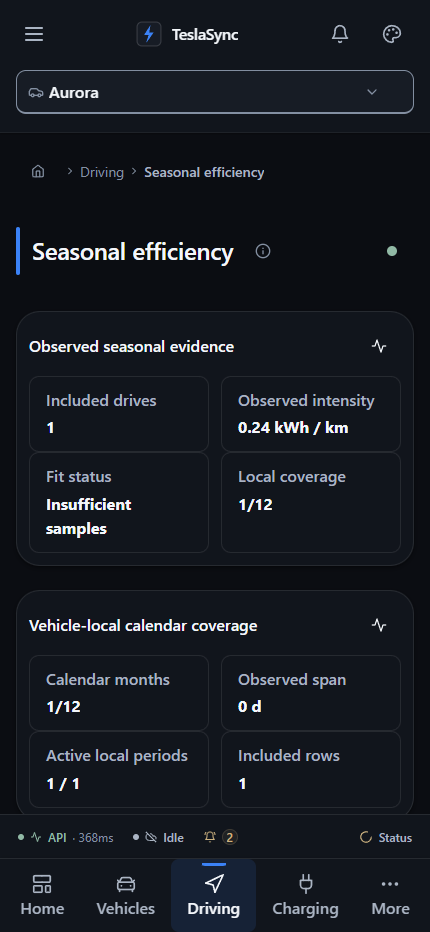 TeslaSync
Aurora
Driving
Seasonal efficiency
Seasonal efficiency
Observed seasonal evidence
Included drives
1
Observed intensity
0.24 kWh / km
Fit status
Insufficient
samples
Local coverage
1/12
Vehicle-local calendar coverage
Calendar months
1/12
Observed span
0 d
Active local periods
1 / 1
Included rows
1
API · 368ms
Idle
2
Status
Home
Vehicles
Driving
Charging
More